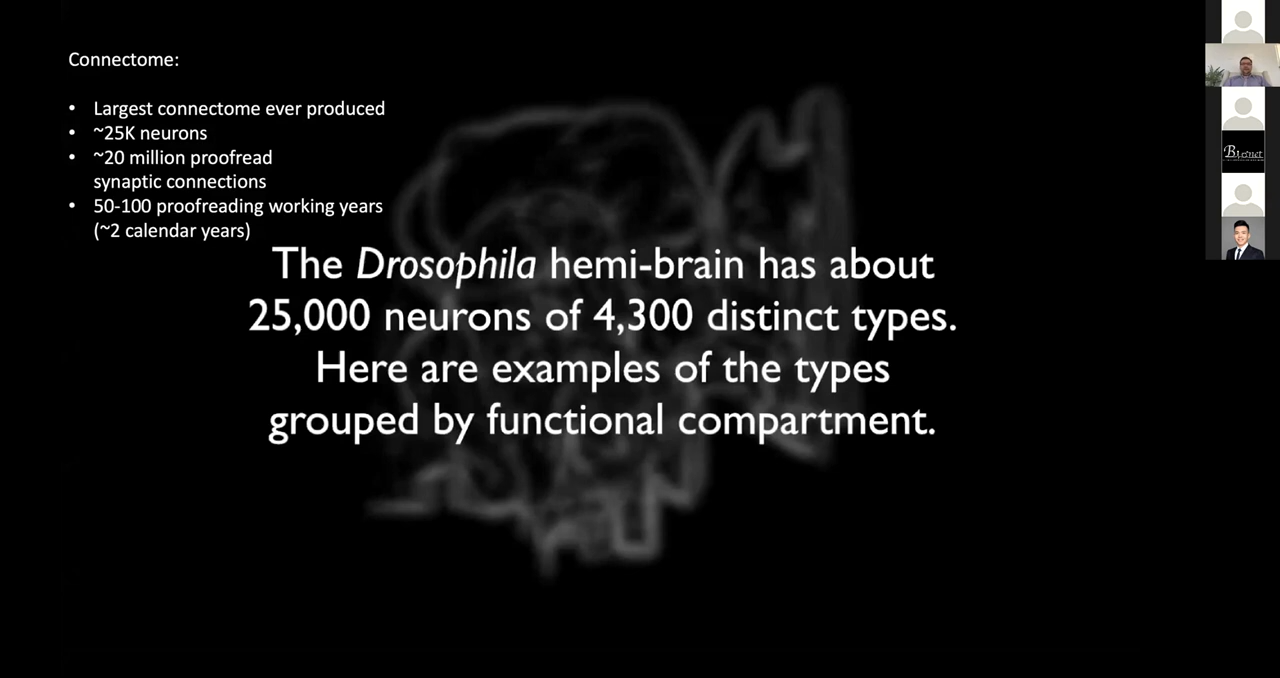 Connectome:
• Largest connectome ever produced
• ~25K neurons
• ~20 million proofread
synaptic connections
• 50-100 proofreading working years
(~2 calendar years)
The Drosophila hemi-brain has about
25,000 neurons of 4,300 distinct types.
Here are examples of the types
grouped by functional compartment.